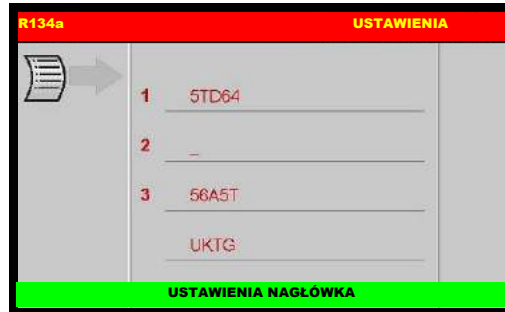 R134a USTAWIENIA
1 5TD64
2 _
3 56A5T
UKTG
USTAWIENIA NAGŁÓWKA